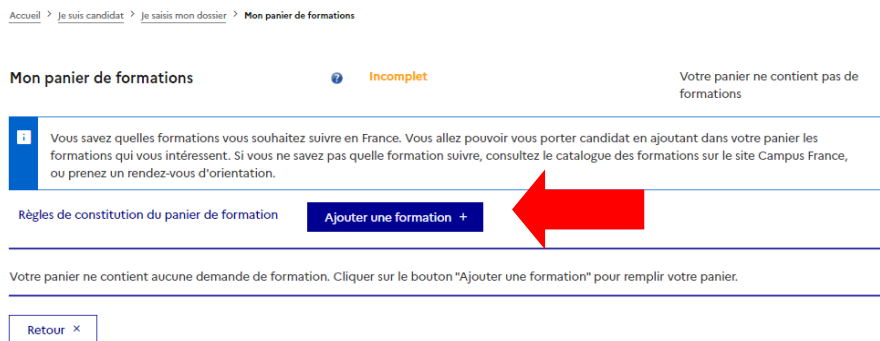 Accueil > Je suis candidat > Je saisis mon dossier > Mon panier de formations
Mon panier de formations ? Incomplet Votre panier ne contient pas de
formations
i Vous savez quelles formations vous souhaitez suivre en France. Vous allez pouvoir vous porter candidat en ajoutant dans votre panier les
formations qui vous intéressent. Si vous ne savez pas quelle formation suivre, consultez le catalogue des formations sur le site Campus France,
ou prenez un rendez-vous d'orientation.
Règles de constitution du panier de formation Ajouter une formation +
Votre panier ne contient aucune demande de formation. Cliquer sur le bouton "Ajouter une formation" pour remplir votre panier.
Retour ×